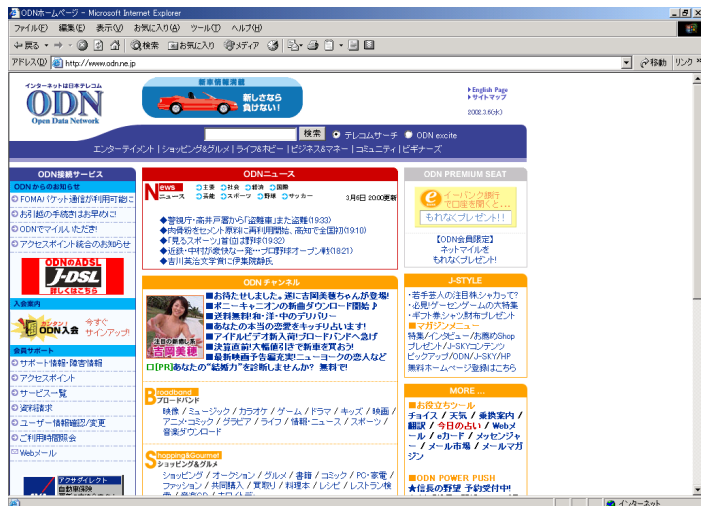 ODNホームページ - Microsoft Internet Explorer
ファイル(F) 編集(E) 表示(V) お気に入り(A) ツール(T) ヘルプ(H)
戻る 検索 お気に入り メディア
アドレス(D) http://www.odn.ne.jp 移動 リンク
インターネットは日本テレコム
ODN
Open Data Network
新車情報満載
新しさなら
負けない!
English Page
サイトマップ
2002.3.6(水)
検索 テレコムサーチ ODN excite
エンターテイメント | ショッピング&グルメ | ライフ&ホビー | ビジネス&マネー | コミュニティ | ビギナーズ
ODN接続サービス
ODN からのお知らせ
FOMAパケット通信が利用可能に
お引越の手続きはお早めに!
ODNでマイルいただき!
アクセスポイント統合のお知らせ
ODNのADSL
J-DSL
詳しくはこちら
入会案内
カンタン!
ODN入会
今すぐ
サインアップ!
会員サポート
サポート情報・障害情報
アクセスポイント
サービス一覧
資料請求
ユーザー情報確認/変更
ご利用時間照会
Webメール
アクサダイレクト
自動車保険
ODNニュース
News
ニュース
主要 社会 経済 国際
芸能 スポーツ 野球 サッカー
3月6日 20:00更新
◆警視庁・高井戸署から「盗難車」また盗難(19:33)
◆肉骨粉をセメント原料に再利用開始、高知で全国初(19:10)
◆「見るスポーツ」首位は野球(19:32)
◆近鉄・中村が豪快な一発…プロ野球オープン戦(18:21)
◆吉川英治文学賞に伊集院静氏
ODN チャンネル
注目の新癒し系
吉岡美穂
■お待たせしました。遂に吉岡美穂ちゃんが登場!
■ポニーキャニオンの新曲ダウンロード開始♪
■送料無料!和・洋・中のデリバリー
■あなたの本当の恋愛をキッチリ占います!
■アイドルビデオ新入荷!ブロードバンドへ急げ
■決算直前!大幅値引きで新車を買おう!
■最新映画予告編充実!ニューヨークの恋人など
口[PR]あなたの"結婚力"を診断しませんか? 無料で!
Broadband
ブロードバンド
映像 / ミュージック / カラオケ / ゲーム / ドラマ / キッズ / 映画 /
アニメ・コミック / グラビア / ライフ / 情報・ニュース / スポーツ /
音楽ダウンロード
Shopping&Gourmet
ショッピング&グルメ
ショッピング / オークション / グルメ / 書籍 / コミック / PC・家電 /
ファッション / 共同購入 / 買取り / 料理本 / レシピ / レストラン検
ODN PREMIUM SEAT
イーバンク銀行
で口座を開くと...
もれなくプレゼント!!
【ODN会員限定】
ネットマイルを
もれなくプレゼント!
J-STYLE
・若手芸人の注目株シャカって?
・必見!ゲーセンゲームの大特集
・ギフト券シャツ財布プレゼント
■マガジンメニュー
特集/インタビュー/お薦めShop
プレゼント/J-SKYコンテンツ
ピックアップ/ODN/J-SKY/HP
無料ホームページ登録はこちら
MORE ...
■お役立ちツール
チョイス / 天気 / 乗換案内 /
翻訳 / 今日の占い / Webメ
ール / eカード / メッセンジャ
ー / メール市場 / メールマガ
ジン
■ODN POWER PUSH
★信長の野望 予約受付中!
インターネット